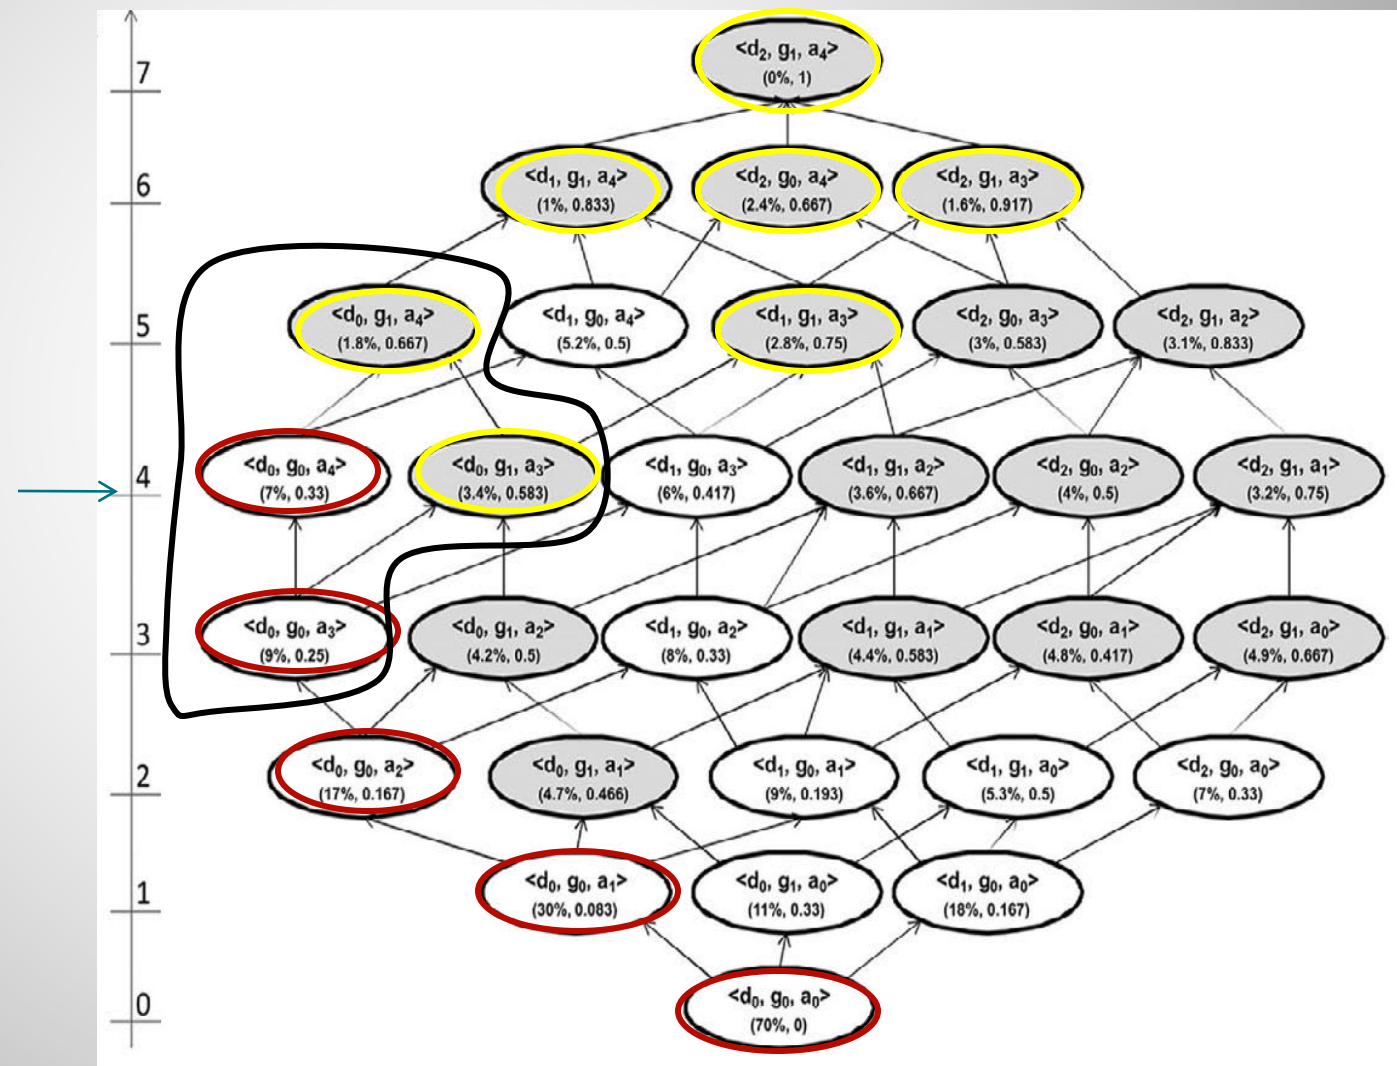 7
<d2, g1, a4>
(0%, 1)
6
<d1, g1, a4>
(1%, 0.833)
<d2, g0, a4>
(2.4%, 0.667)
<d2, g1, a3>
(1.6%, 0.917)
5
<d0, g1, a4>
(1.8%, 0.667)
<d1, g0, a4>
(5.2%, 0.5)
<d1, g1, a3>
(2.8%, 0.75)
<d2, g0, a3>
(3%, 0.583)
<d2, g1, a2>
(3.1%, 0.833)
4
<d0, g0, a4>
(7%, 0.33)
<d0, g1, a3>
(3.4%, 0.583)
<d1, g0, a3>
(6%, 0.417)
<d1, g1, a2>
(3.6%, 0.667)
<d2, g0, a2>
(4%, 0.5)
<d2, g1, a1>
(3.2%, 0.75)
3
<d0, g0, a3>
(9%, 0.25)
<d0, g1, a2>
(4.2%, 0.5)
<d1, g0, a2>
(8%, 0.33)
<d1, g1, a1>
(4.4%, 0.583)
<d2, g0, a1>
(4.8%, 0.417)
<d2, g1, a0>
(4.9%, 0.667)
2
<d0, g0, a2>
(17%, 0.167)
<d0, g1, a1>
(4.7%, 0.466)
<d1, g0, a1>
(9%, 0.193)
<d1, g1, a0>
(5.3%, 0.5)
<d2, g0, a0>
(7%, 0.33)
1
<d0, g0, a1>
(30%, 0.083)
<d0, g1, a0>
(11%, 0.33)
<d1, g0, a0>
(18%, 0.167)
0
<d0, g0, a0>
(70%, 0)